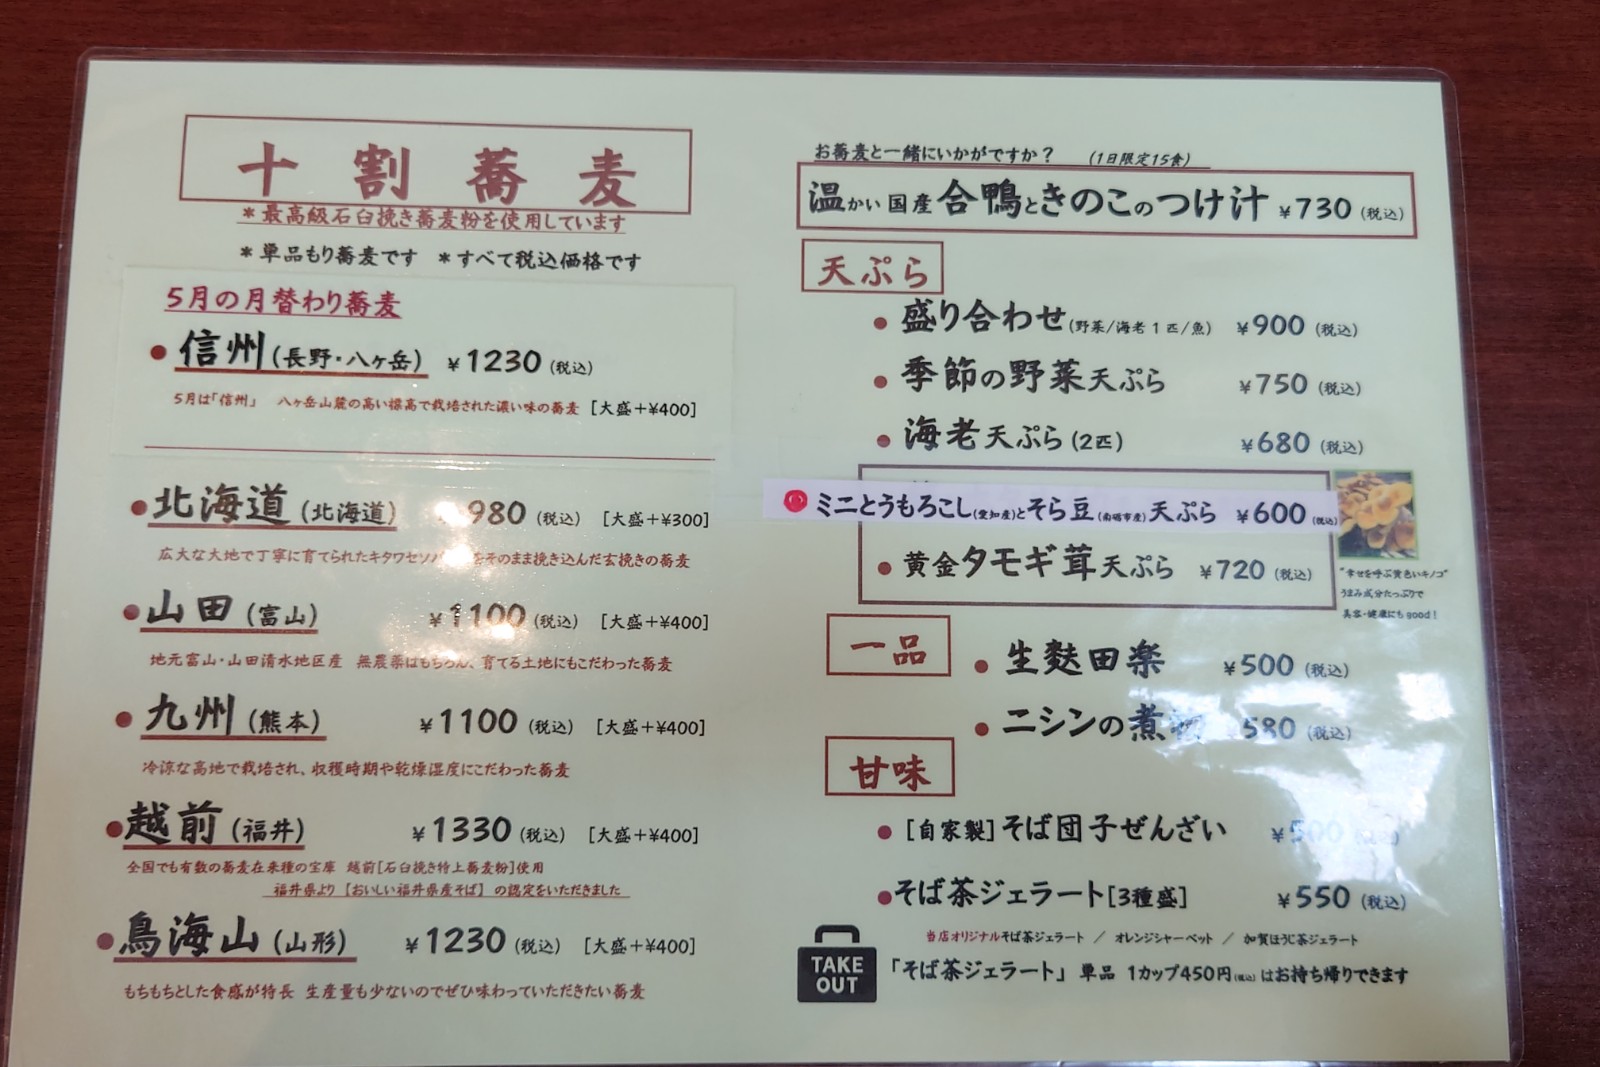 十割蕎麦
＊最高級石臼挽き蕎麦粉を使用しています
＊単品もり蕎麦です ＊すべて税込価格です
5月の月替わり蕎麦
● 信州(長野・八ヶ岳) ¥1230 (税込)
5月は「信州」 八ヶ岳山麓の高い標高で栽培された濃い味の蕎麦 [大盛+¥400]
● 北海道 (北海道) 980 (税込) [大盛+¥300]
広大な大地で丁寧に育てられたキタワセソバ をそのまま挽き込んだ玄挽きの蕎麦
● 山田 (富山) ¥1100 (税込) [大盛+¥400]
地元富山・山田清水地区産 無農薬はもちろん、育てる土地にもこだわった蕎麦
● 九州 (熊本) ¥1100 (税込) [大盛+¥400]
冷涼な高地で栽培され、収穫時期や乾燥湿度にこだわった蕎麦
● 越前 (福井) ¥1330 (税込) [大盛+¥400]
全国でも有数の蕎麦在来種の宝庫 越前[石臼挽き特上蕎麦粉]使用
福井県より【おいしい福井県産そば】の認定をいただきました
● 鳥海山 (山形) ¥1230 (税込) [大盛+¥400]
もちもちとした食感が特長 生産量も少ないのでぜひ味わっていただきたい蕎麦
お蕎麦と一緒にいかがですか？ (1日限定15食)
温かい国産合鴨ときのこのつけ汁 ¥730 (税込)
天ぷら
● 盛り合わせ(野菜/海老1匹/魚) ¥900 (税込)
● 季節の野菜天ぷら ¥750 (税込)
● 海老天ぷら(2匹) ¥680 (税込)
ミニとうもろこし(愛知産)とそら豆(南砺市産)天ぷら ¥600 (税込)
● 黄金タモギ茸天ぷら ¥720 (税込)
"幸せを呼ぶ黄色いキノコ"
うまみ成分たっぷりで
美容・健康にもgood！
一品
● 生麩田楽 ¥500 (税込)
● ニシンの煮物 ¥580 (税込)
甘味
● [自家製]そば団子ぜんざい ¥500 (税込)
● そば茶ジェラート[3種盛] ¥550 (税込)
当店オリジナルそば茶ジェラート ／ オレンジシャーベット ／ 加賀ほうじ茶ジェラート
TAKE OUT
「そば茶ジェラート」 単品 1カップ450円(税込)はお持ち帰りできます